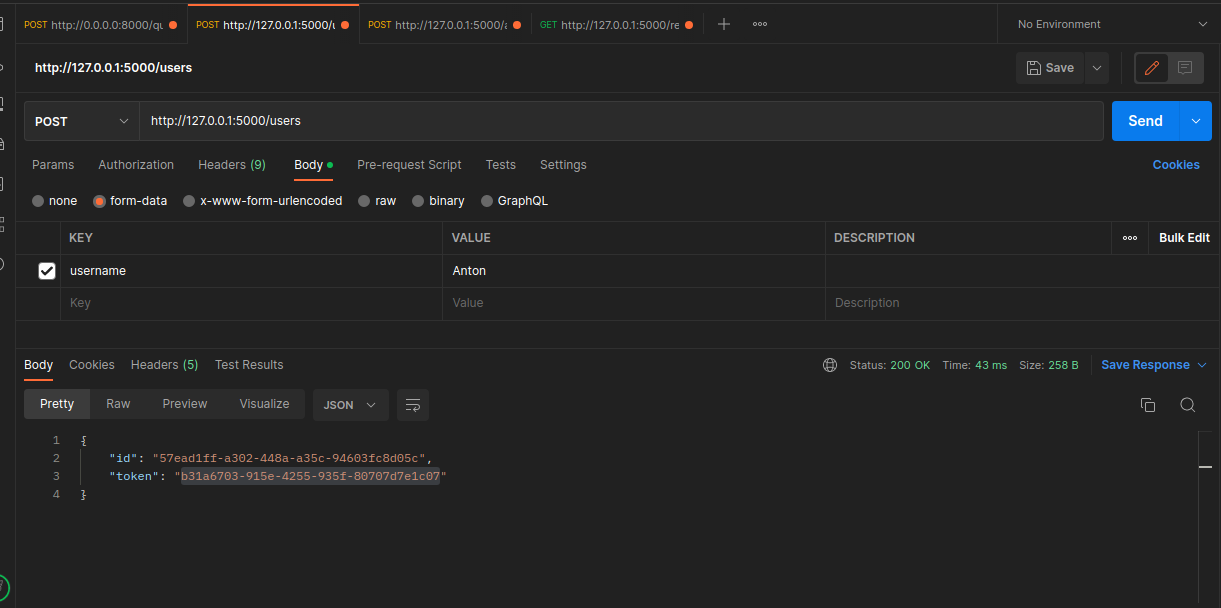 POST http://0.0.0.0:8000/qu POST http://127.0.0.1:5000/u POST http://127.0.0.1:5000/a GET http://127.0.0.1:5000/re No Environment
http://127.0.0.1:5000/users Save
POST http://127.0.0.1:5000/users Send
Params Authorization Headers (9) Body Pre-request Script Tests Settings Cookies
none form-data x-www-form-urlencoded raw binary GraphQL
KEY VALUE DESCRIPTION Bulk Edit
username Anton
Key Value Description
Body Cookies Headers (5) Test Results Status: 200 OK Time: 43 ms Size: 258 B Save Response
Pretty Raw Preview Visualize JSON
1 {
2 "id": "57ead1ff-a302-448a-a35c-94603fc8d05c",
3 "token": "b31a6703-915e-4255-935f-80707d7e1c07"
4 }